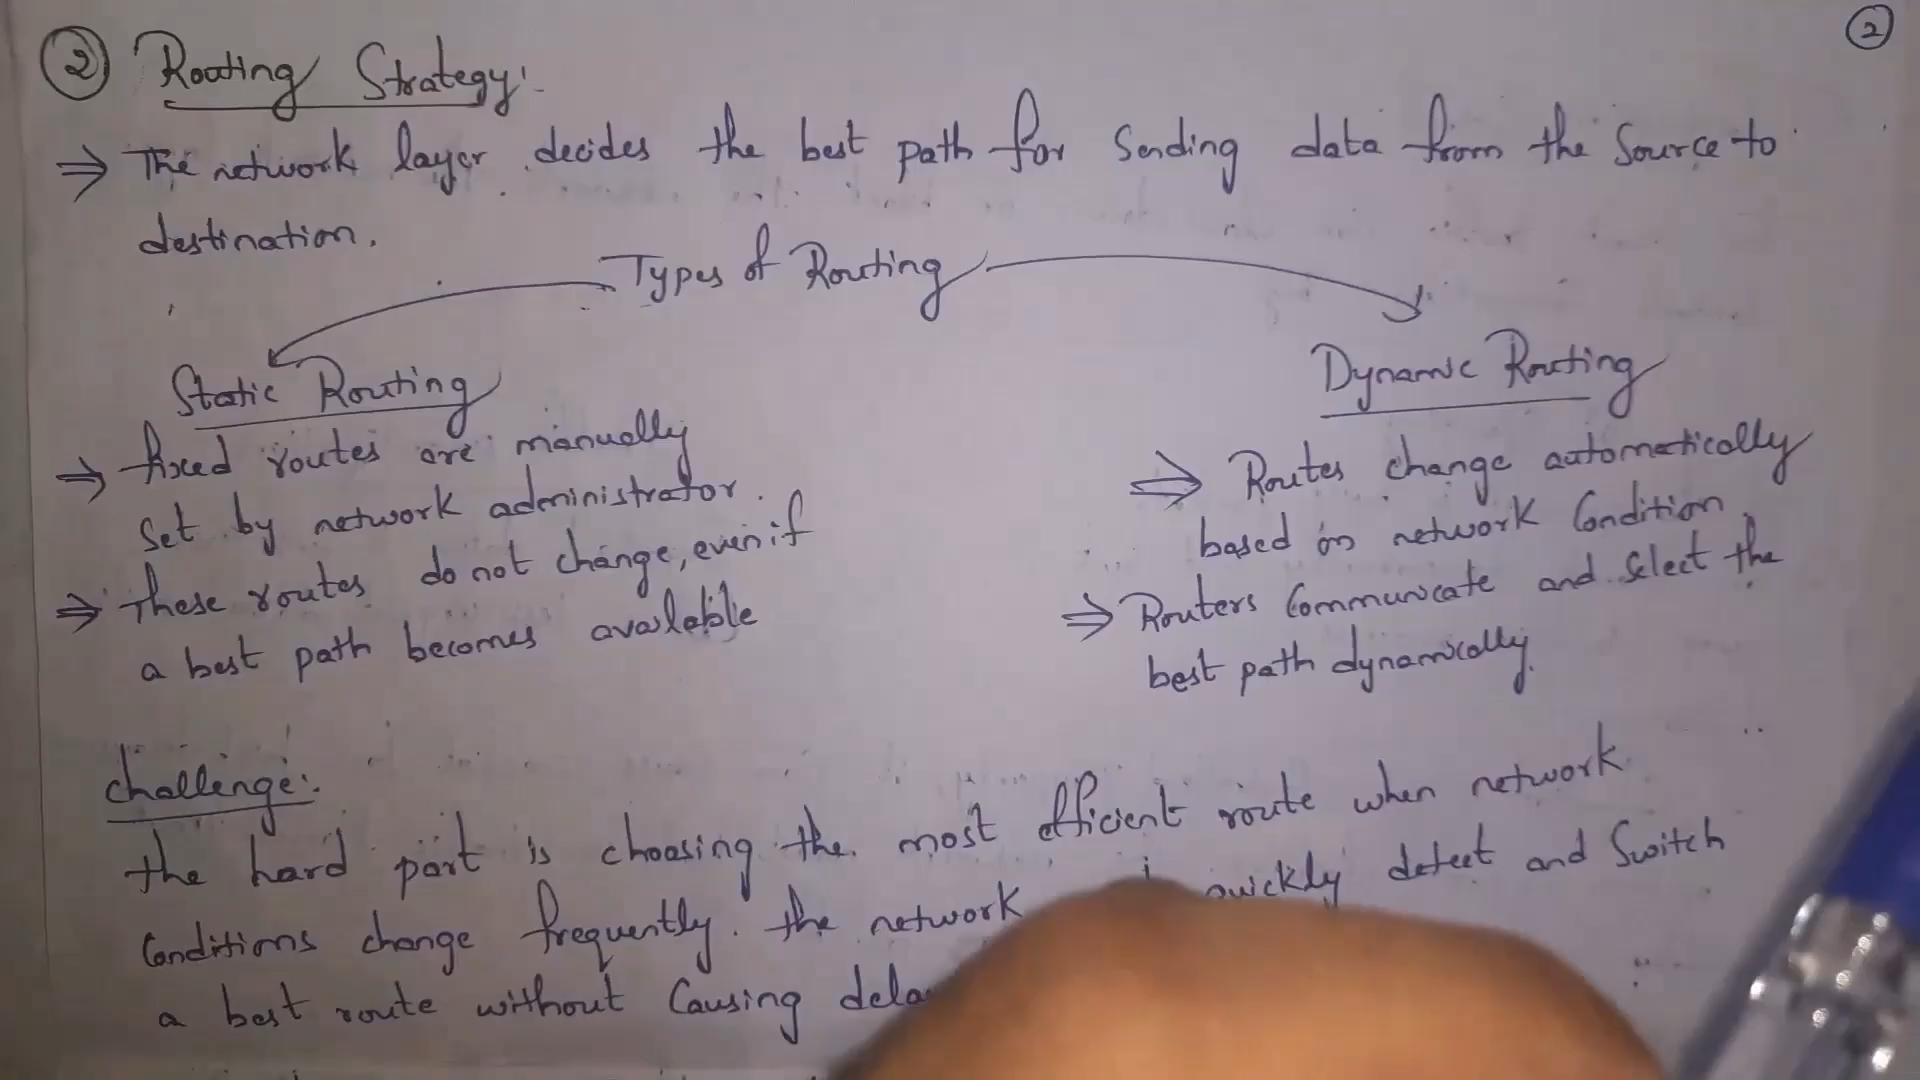 ② Routing Strategy:
②
⇒ The network layer decides the best path for sending data from the source to
destination.
Types of Routing
Static Routing
⇒ fixed routes are manually
set by network administrator.
⇒ These routes do not change, even if
a best path becomes available
Dynamic Routing
⇒ Routes change automatically
based on network Condition.
⇒ Routers Communicate and select the
best path dynamically.
challenge:
the hard part is choosing the most efficient route when network
Conditions change frequently. the network quickly detect and Switch
a best route without Causing